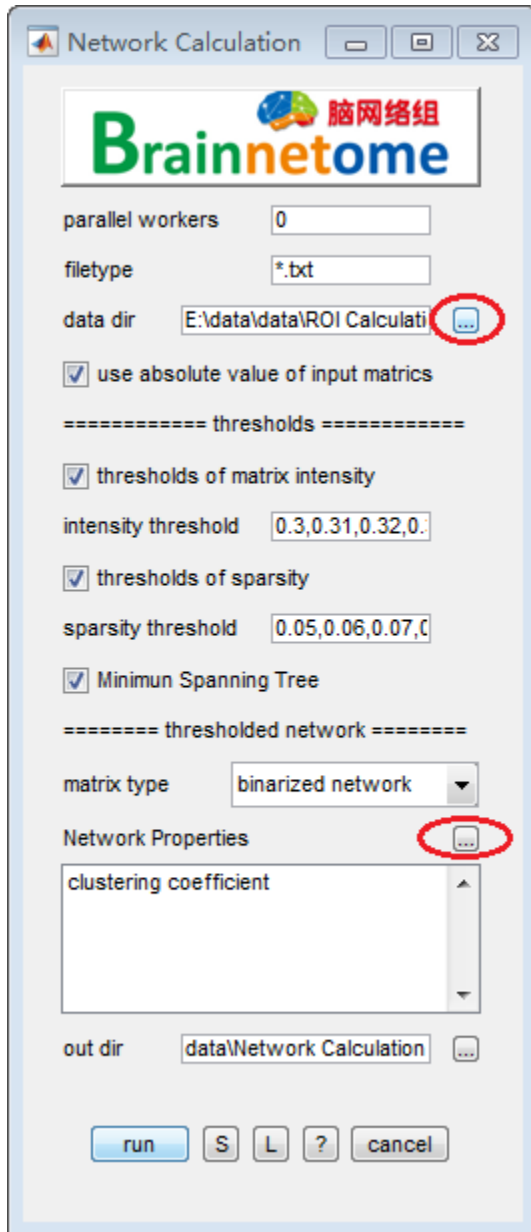 Network Calculation
脑网络组
Brainnetome
parallel workers 0
filetype *.txt
data dir E:\data\data\ROI Calculati ...
use absolute value of input matrics
============ thresholds ============
thresholds of matrix intensity
intensity threshold 0.3,0.31,0.32,0.
thresholds of sparsity
sparsity threshold 0.05,0.06,0.07,0
Minimun Spanning Tree
======== thresholded network ========
matrix type binarized network
Network Properties ...
clustering coefficient
out dir data\Network Calculation ...
run S L ? cancel